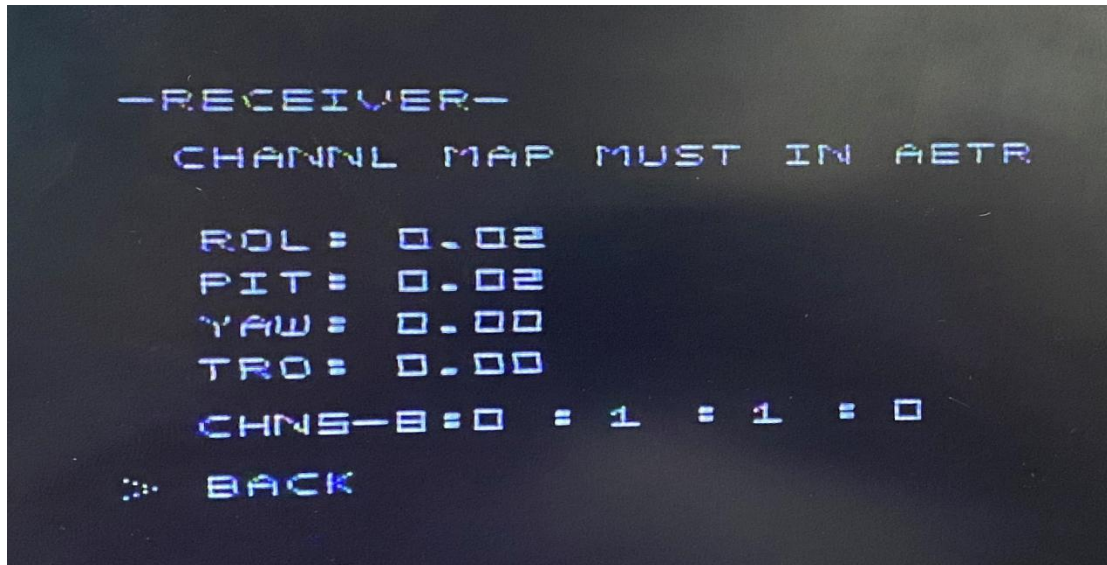 -RECEIVER-
CHANNL MAP MUST IN AETR
ROL: 0.02
PIT: 0.02
YAW: 0.00
TRO: 0.00
CHN5-8:0 : 1 : 1 : 0
> BACK